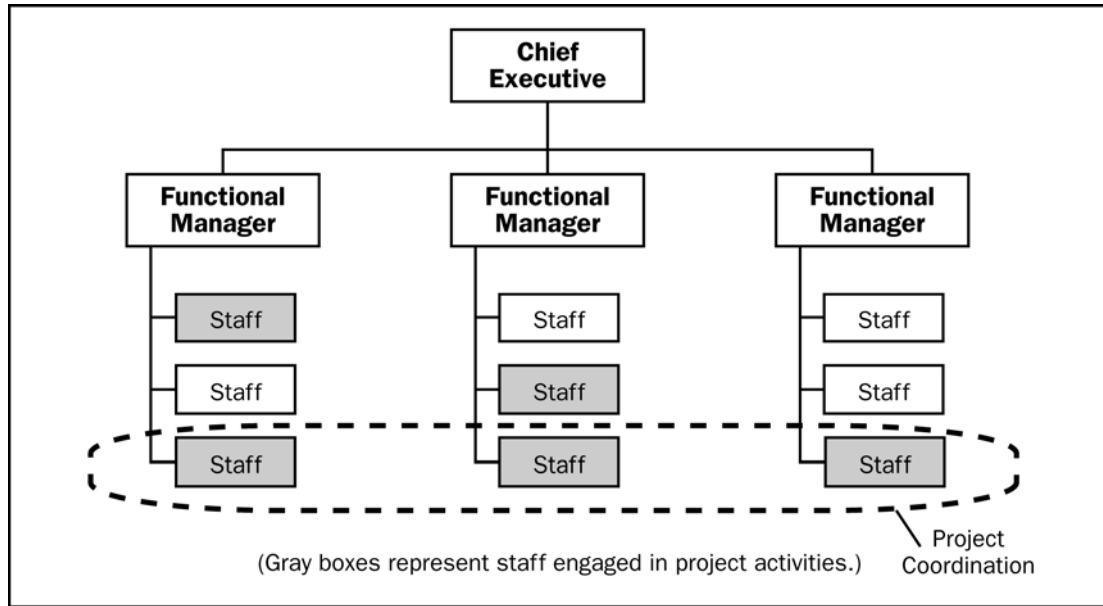 Chief
Executive
Functional
Manager
Functional
Manager
Functional
Manager
Staff
Staff
Staff
Staff
Staff
Staff
Staff
Staff
Staff
(Gray boxes represent staff engaged in project activities.)
Project
Coordination